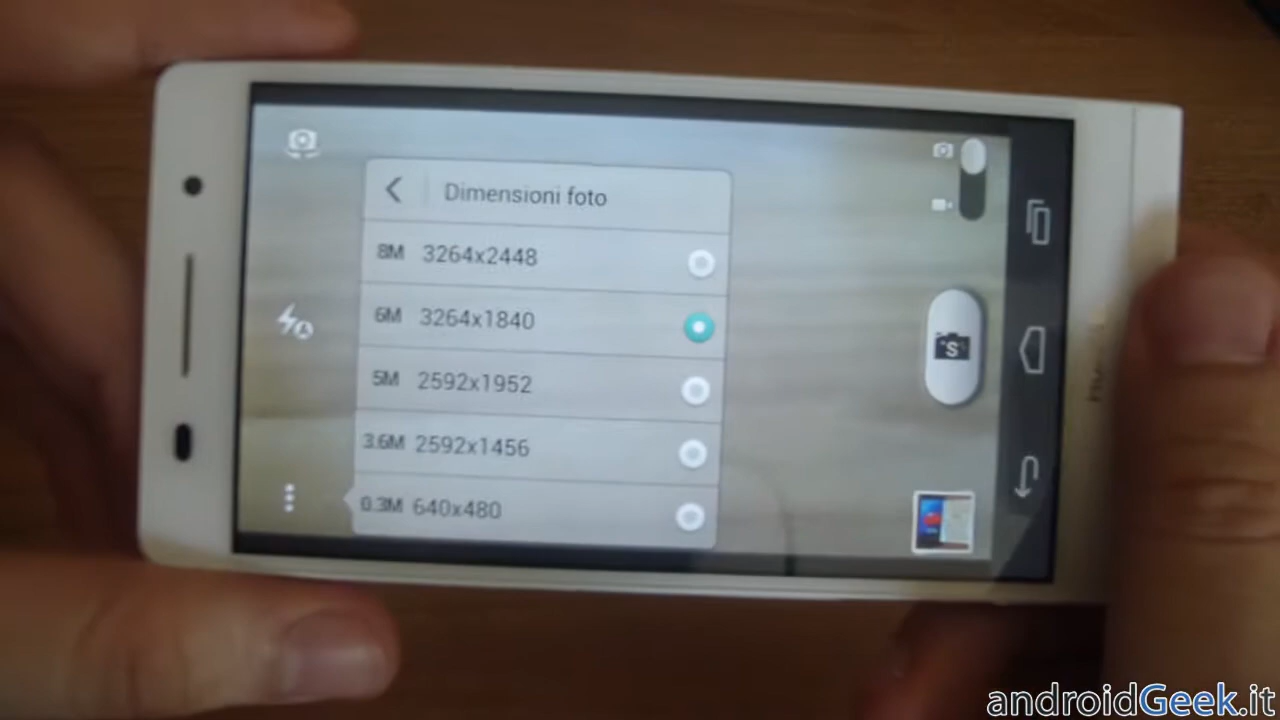 Dimensioni foto
8M 3264x2448
6M 3264x1840
5M 2592x1952
3.6M 2592x1456
0.3M 640x480
S
androidGeek.it